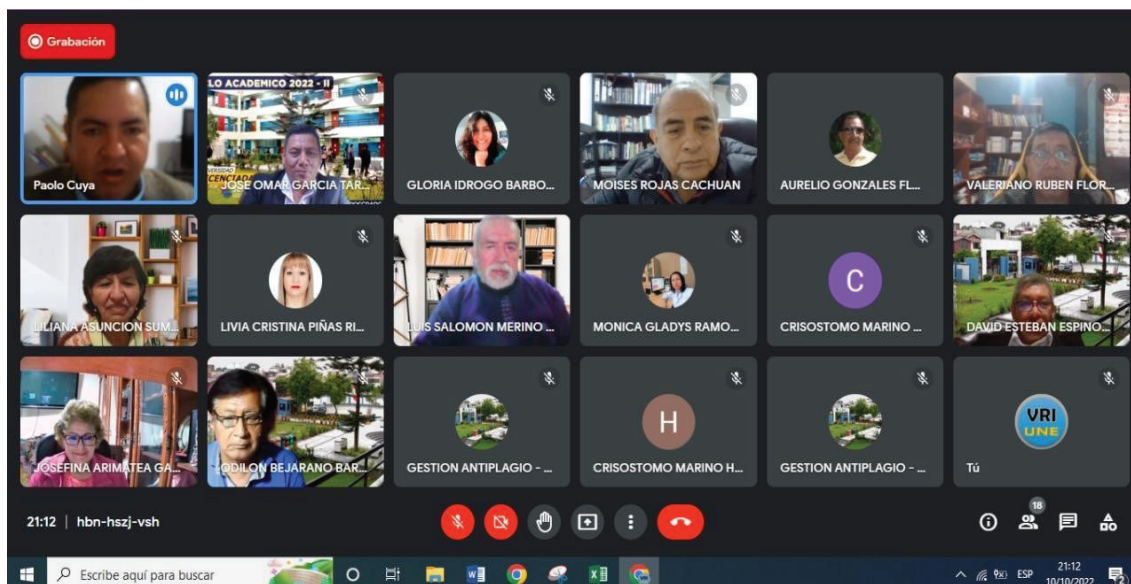 Grabación
LO ACADEMICO 2022 - II
Paolo Cuya
JOSE OMAR GARCIA TAR...
GLORIA IDROGO BARBO...
MOISES ROJAS CACHUAN
AURELIO GONZALES FL...
VALERIANO RUBEN FLOR...
LILIANA ASUNCION SUM...
LIVIA CRISTINA PIÑAS RI...
LUIS SALOMON MERINO ...
MONICA GLADYS RAMO...
C
CRISOSTOMO MARINO ...
DAVID ESTEBAN ESPINO...
JOSEFINA ARIMATEA GA...
ODILON BEJARANO BAR...
GESTION ANTIPLAGIO - ...
H
CRISOSTOMO MARINO H...
GESTION ANTIPLAGIO - ...
VRI
UNE
Tú
21:12 | hbn-hszj-vsh
18
Escribe aquí para buscar
ESP
21:12
10/10/2022